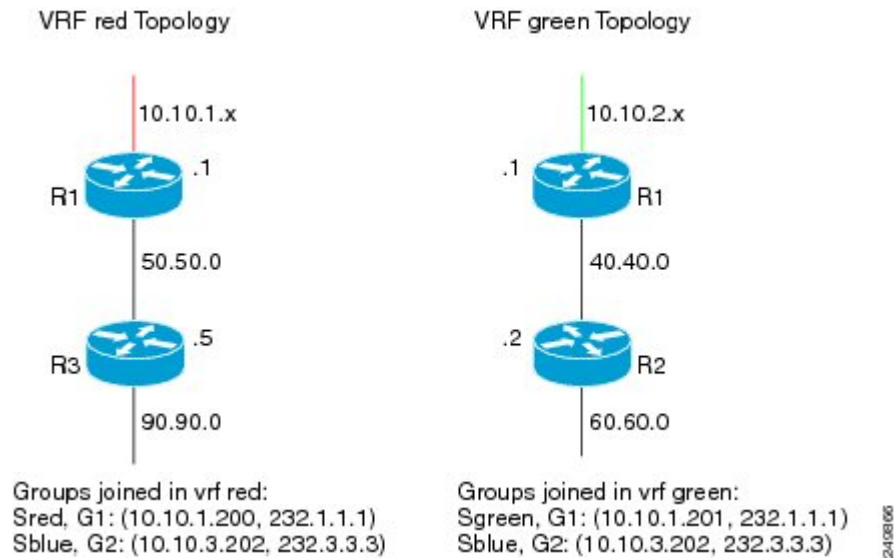 VRF red Topology
10.10.1.x
.1
R1
50.50.0
.5
R3
90.90.0
Groups joined in vrf red:
Sred, G1: (10.10.1.200, 232.1.1.1)
Sblue, G2: (10.10.3.202, 232.3.3.3)
VRF green Topology
10.10.2.x
.1
R1
40.40.0
.2
R2
60.60.0
Groups joined in vrf green:
Sgreen, G1: (10.10.1.201, 232.1.1.1)
Sblue, G2: (10.10.3.202, 232.3.3.3)